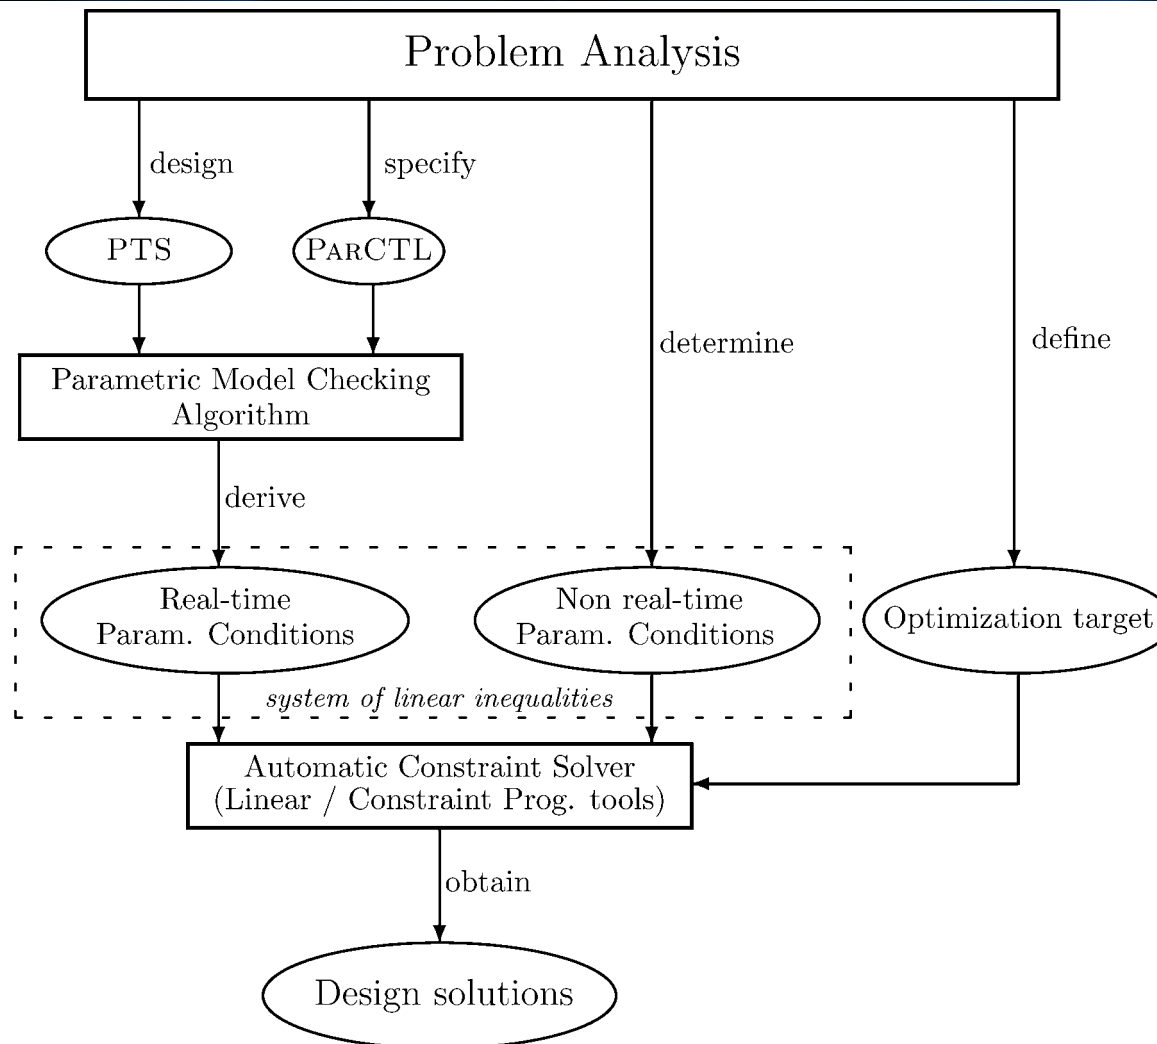 Problem Analysis
design
specify
PTS
PARCTL
determine
define
Parametric Model Checking
Algorithm
derive
Real-time
Param. Conditions
Non real-time
Param. Conditions
Optimization target
system of linear inequalities
Automatic Constraint Solver
(Linear / Constraint Prog. tools)
obtain
Design solutions